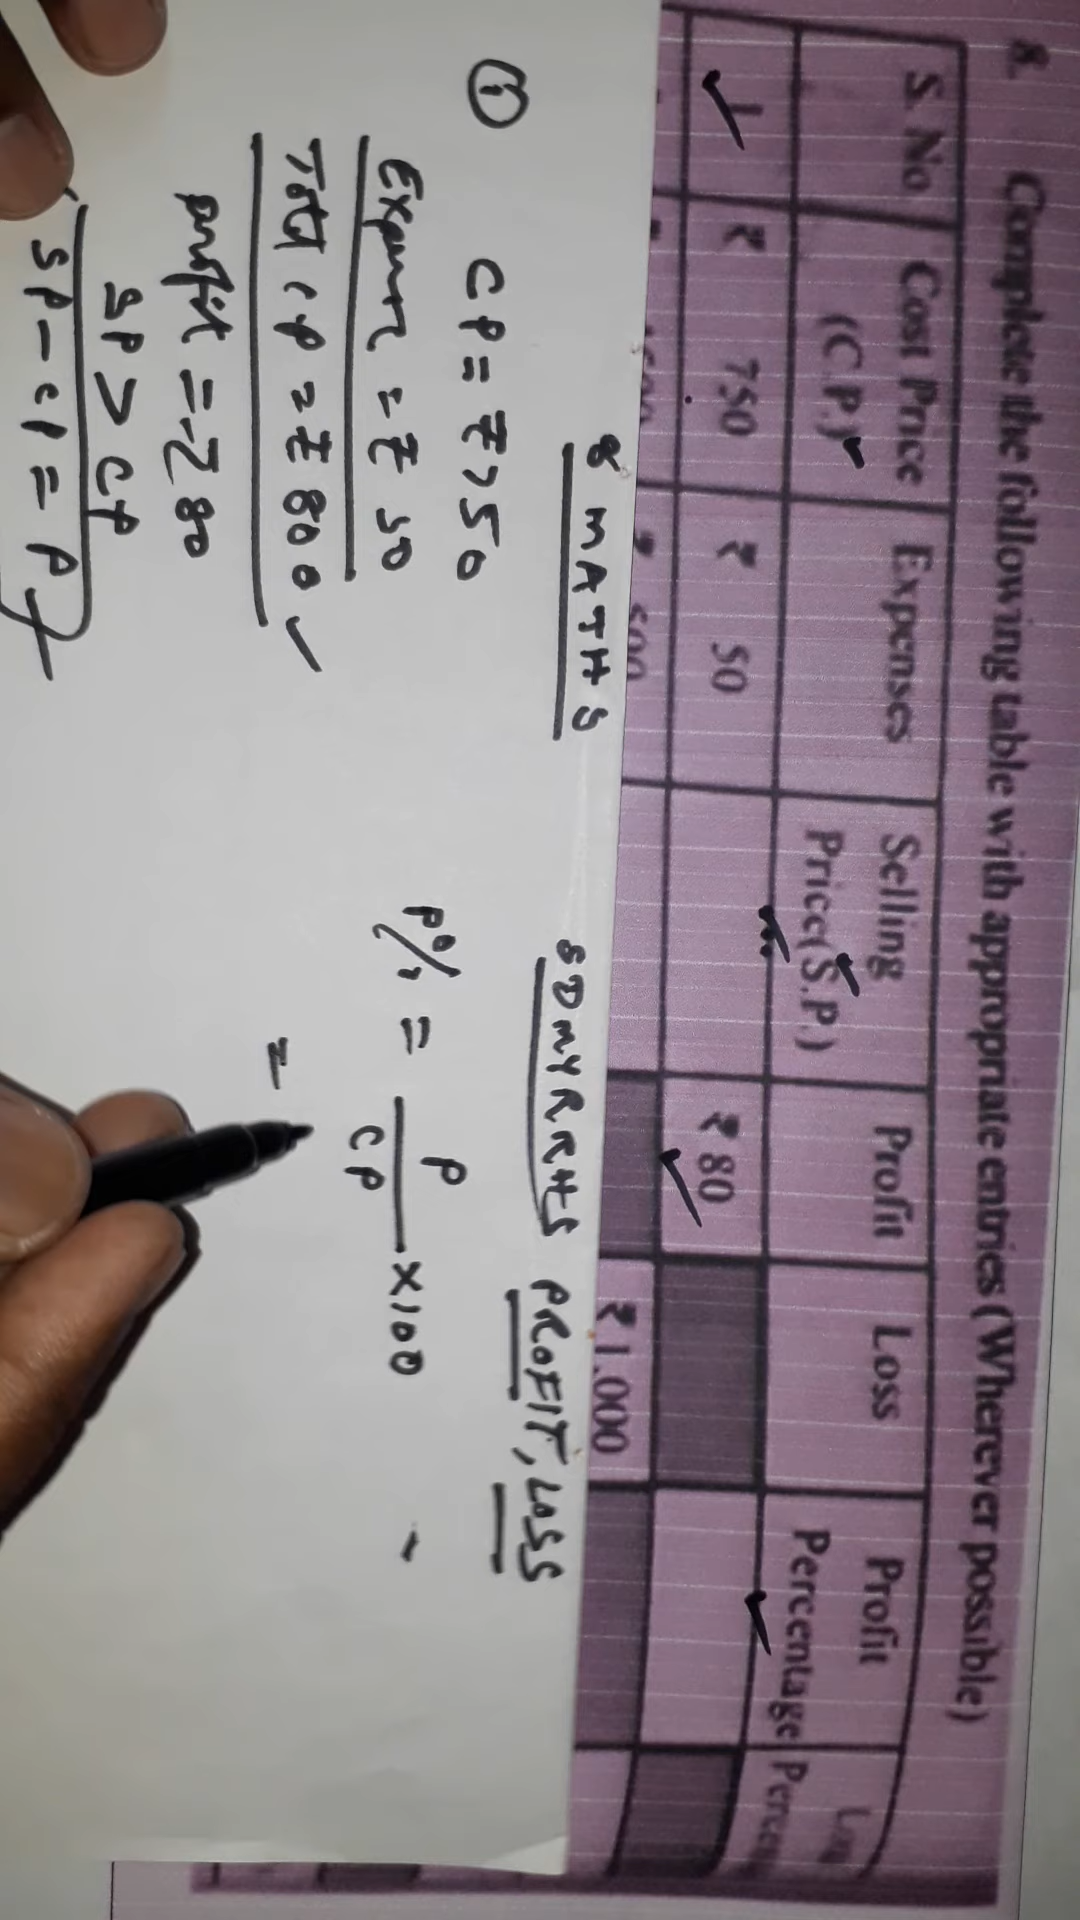 8. Complete the following table with appropriate entries (Wherever possible)
S. No Cost Price (C.P.) Expenses Selling Price(S.P.) Profit Loss Profit Percentage
1 ₹ 750 ₹ 50 ₹80
₹ 500 ₹1,000
8 MATHS PROFIT, LOSS
① CP = ₹750
= ₹ 50
Total CP = ₹ 800
profit = ₹ 80
SP > CP
SP - CP = P
P% = P/CP ×100
=